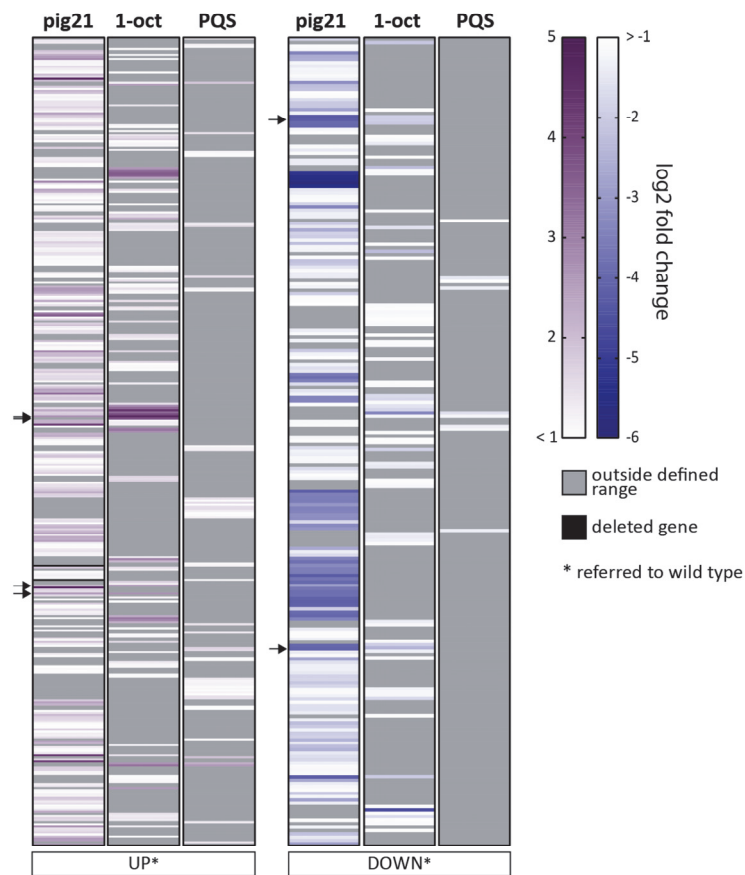 pig21 1-oct PQS pig21 1-oct PQS
5 > -1
4 -2
-3
3
-4
2 -5
< 1 -6
log2 fold change
outside defined
range
deleted gene
* referred to wild type
UP* DOWN*